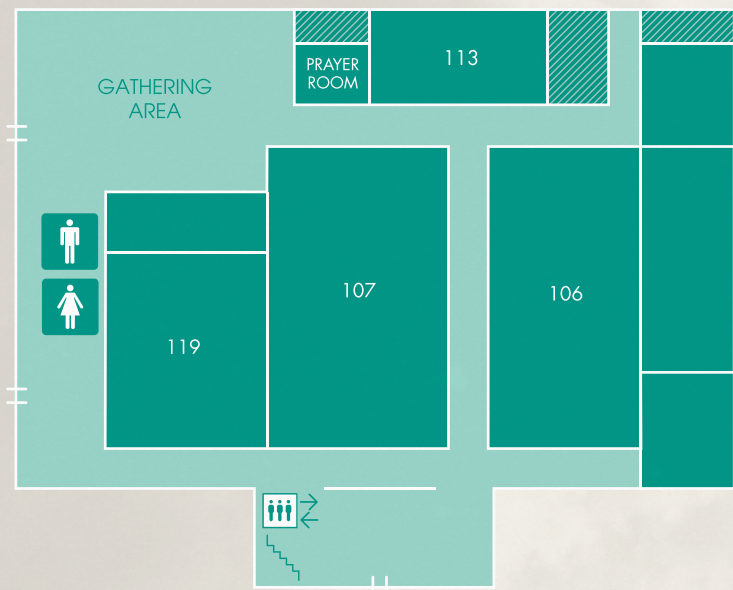 GATHERING
AREA
PRAYER
ROOM
113
107
106
119